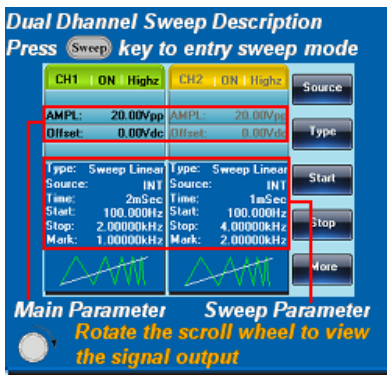 Dual Dhannel Sweep Description
Press Sweep key to entry sweep mode
CH1 ON Highz CH2 ON Highz
Source
AMPL: 20.00Vpp AMPL: 20.00Vpp
Offset: 0.00Vdc Offset: 0.00Vdc
Type
Type: Sweep Linear Type: Sweep Linear
Source: INT Source: INT
Start
Time: 2mSec Time: 1mSec
Start: 100.000Hz Start: 100.000Hz
Stop: 2.00000kHz Stop: 4.00000kHz
Stop
Mark: 1.00000kHz Mark: 2.00000kHz
More
Main Parameter Sweep Parameter
Rotate the scroll wheel to view
the signal output